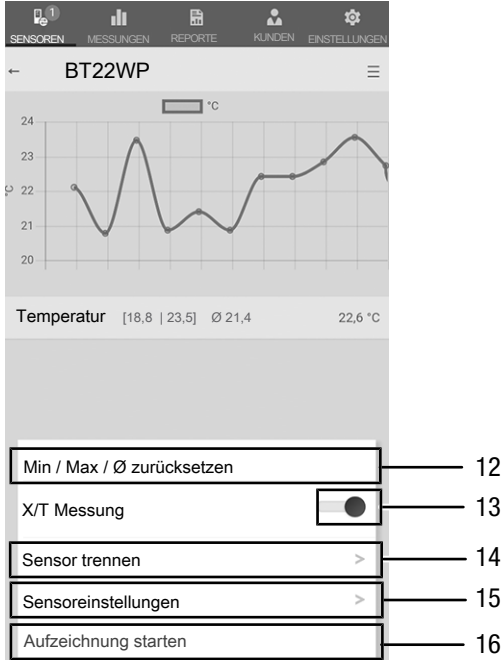 1
SENSOREN MESSUNGEN REPORTE KUNDEN EINSTELLUNGEN
← BT22WP ☰
°C
24
23
22
21
20
°C
Temperatur [18,8 | 23,5] Ø 21,4 22,6 °C
Min / Max / Ø zurücksetzen 12
X/T Messung 13
Sensor trennen > 14
Sensoreinstellungen > 15
Aufzeichnung starten 16